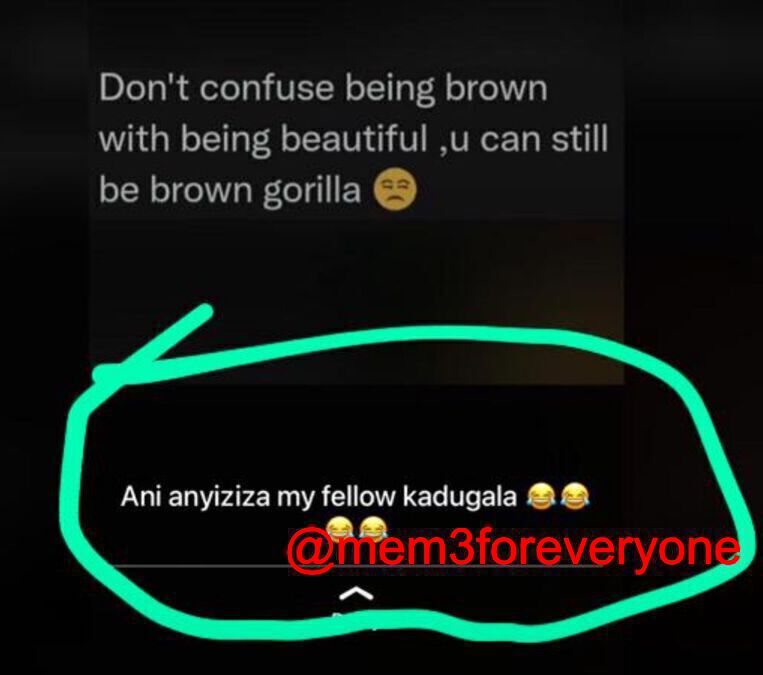 Don't confuse being brown
with being beautiful ,u can still
be brown gorilla 😒
Ani anyiziza my fellow kadugala 😂😂
😂😂
@mem3foreveryone